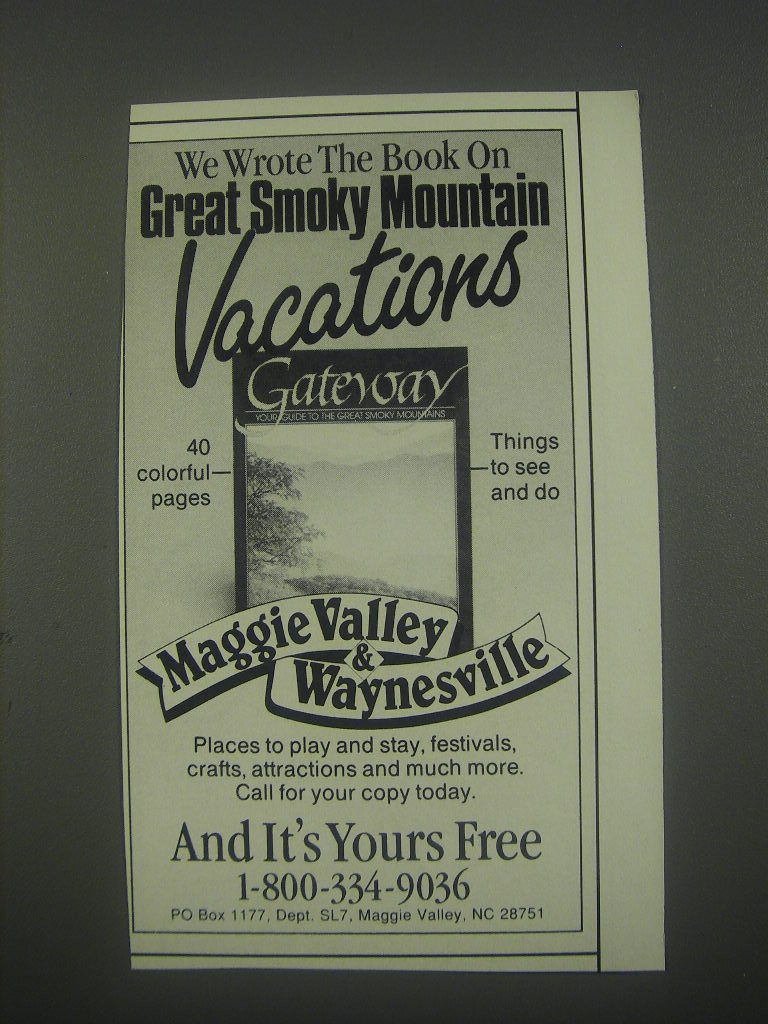 We Wrote The Book On
Great Smoky Mountain
Vacations
Gateway
YOUR GUIDE TO THE GREAT SMOKY MOUNTAINS
40
colorful
pages
Things
to see
and do
Maggie Valley
&
Waynesville
Places to play and stay, festivals,
crafts, attractions and much more.
Call for your copy today.
And It's Yours Free
1-800-334-9036
PO Box 1177, Dept. SL7, Maggie Valley, NC 28751